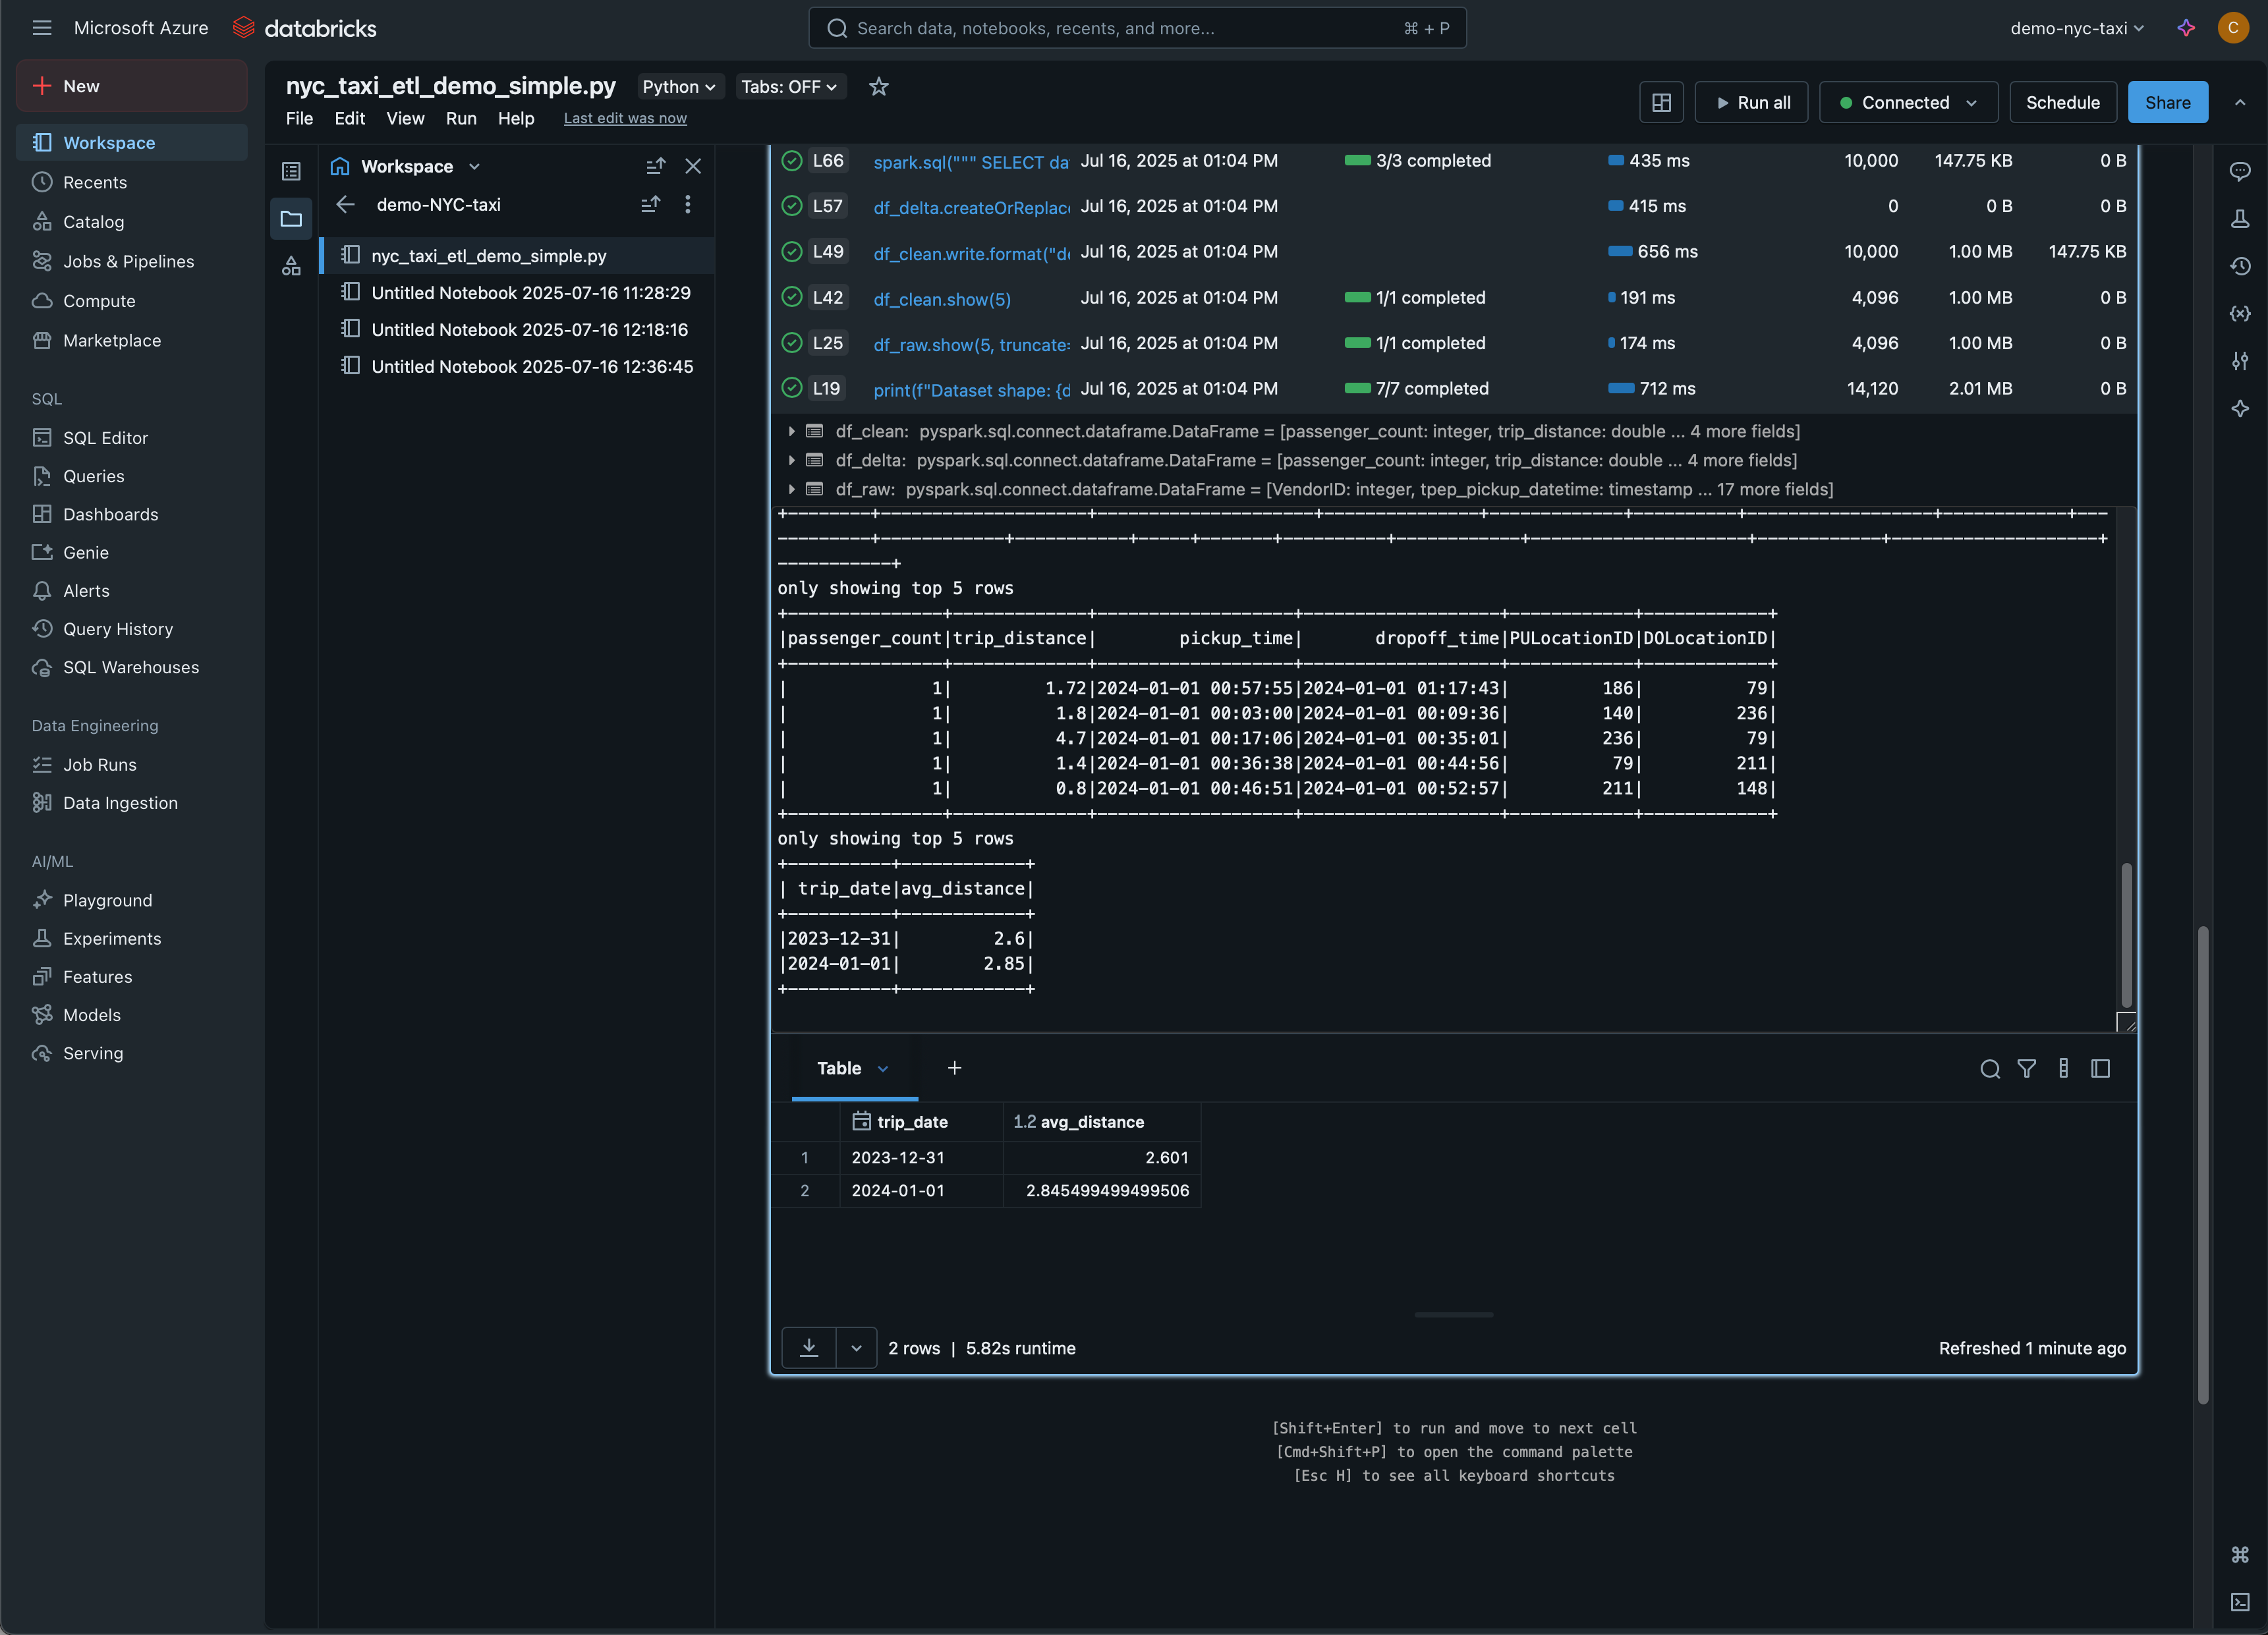 Microsoft Azure databricks
Search data, notebooks, recents, and more... ⌘ + P
demo-nyc-taxi
C
New
Workspace
Recents
Catalog
Jobs & Pipelines
Compute
Marketplace
SQL
SQL Editor
Queries
Dashboards
Genie
Alerts
Query History
SQL Warehouses
Data Engineering
Job Runs
Data Ingestion
AI/ML
Playground
Experiments
Features
Models
Serving
nyc_taxi_etl_demo_simple.py Python Tabs: OFF
File Edit View Run Help Last edit was now
Run all Connected Schedule Share
Workspace
demo-NYC-taxi
nyc_taxi_etl_demo_simple.py
Untitled Notebook 2025-07-16 11:28:29
Untitled Notebook 2025-07-16 12:18:16
Untitled Notebook 2025-07-16 12:36:45
L66 spark.sql(""" SELECT da Jul 16, 2025 at 01:04 PM 3/3 completed 435 ms 10,000 147.75 KB 0 B
L57 df_delta.createOrReplac Jul 16, 2025 at 01:04 PM 415 ms 0 0 B 0 B
L49 df_clean.write.format("d Jul 16, 2025 at 01:04 PM 656 ms 10,000 1.00 MB 147.75 KB
L42 df_clean.show(5) Jul 16, 2025 at 01:04 PM 1/1 completed 191 ms 4,096 1.00 MB 0 B
L25 df_raw.show(5, truncate= Jul 16, 2025 at 01:04 PM 1/1 completed 174 ms 4,096 1.00 MB 0 B
L19 print(f"Dataset shape: {d Jul 16, 2025 at 01:04 PM 7/7 completed 712 ms 14,120 2.01 MB 0 B
df_clean: pyspark.sql.connect.dataframe.DataFrame = [passenger_count: integer, trip_distance: double ... 4 more fields]
df_delta: pyspark.sql.connect.dataframe.DataFrame = [passenger_count: integer, trip_distance: double ... 4 more fields]
df_raw: pyspark.sql.connect.dataframe.DataFrame = [VendorID: integer, tpep_pickup_datetime: timestamp ... 17 more fields]
only showing top 5 rows
|passenger_count|trip_distance| pickup_time| dropoff_time|PULocationID|DOLocationID|
| 1| 1.72|2024-01-01 00:57:55|2024-01-01 01:17:43| 186| 79|
| 1| 1.8|2024-01-01 00:03:00|2024-01-01 00:09:36| 140| 236|
| 1| 4.7|2024-01-01 00:17:06|2024-01-01 00:35:01| 236| 79|
| 1| 1.4|2024-01-01 00:36:38|2024-01-01 00:44:56| 79| 211|
| 1| 0.8|2024-01-01 00:46:51|2024-01-01 00:52:57| 211| 148|
only showing top 5 rows
| trip_date|avg_distance|
|2023-12-31| 2.6|
|2024-01-01| 2.85|
Table
trip_date 1.2 avg_distance
1 2023-12-31 2.601
2 2024-01-01 2.845499499499506
2 rows | 5.82s runtime
Refreshed 1 minute ago
[Shift+Enter] to run and move to next cell
[Cmd+Shift+P] to open the command palette
[Esc H] to see all keyboard shortcuts